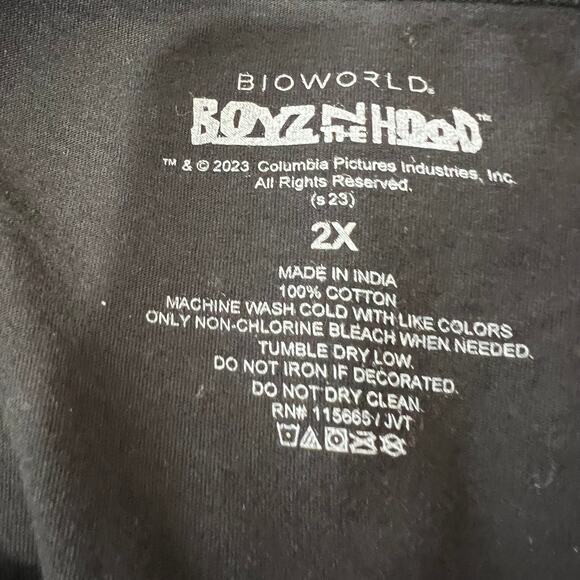 BIOWORLD®
BOYZ N THE HOOD™
™ & © 2023 Columbia Pictures Industries, Inc.
All Rights Reserved.
(s23)
2X
MADE IN INDIA
100% COTTON
MACHINE WASH COLD WITH LIKE COLORS
ONLY NON-CHLORINE BLEACH WHEN NEEDED.
TUMBLE DRY LOW.
DO NOT IRON IF DECORATED.
DO NOT DRY CLEAN.
RN# 115665 / JVT